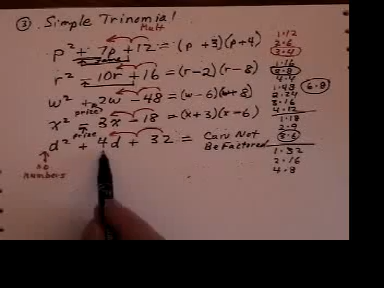 ③ Simple Trinomial
Mult
p² + 7p + 12 = (p + 3)(p + 4)
r² - 10r + 16 = (r - 2)(r - 8)
w² + 2w - 48 = (w - 6)(w + 8)
prize
x² - 3x - 18 = (x + 3)(x - 6)
prize
d² + 4d + 32 = Can Not
Be Factored
no
numbers
1·12
2·6
3·4
1·16
2·8
4·4
1·48
2·24
3·16
4·12
6·8
1·18
2·9
3·6
1·32
2·16
4·8